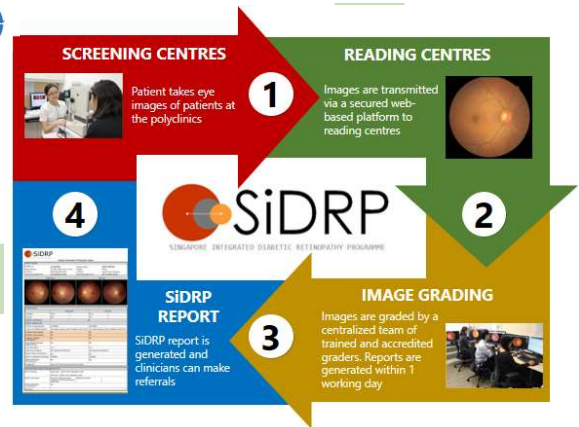 SCREENING CENTRES
Patient takes eye
images of patients at
the polyclinics
1
READING CENTRES
Images are transmitted
via a secured web-
based platform to
reading centres
2
IMAGE GRADING
Images are graded by a
centralized team of
trained and accredited
graders. Reports are
generated within 1
working day
3
SiDRP
REPORT
SiDRP report is
generated and
clinicians can make
referrals
4
SiDRP
SiDRP
SINGAPORE INTEGRATED DIABETIC RETINOPATHY PROGRAMME